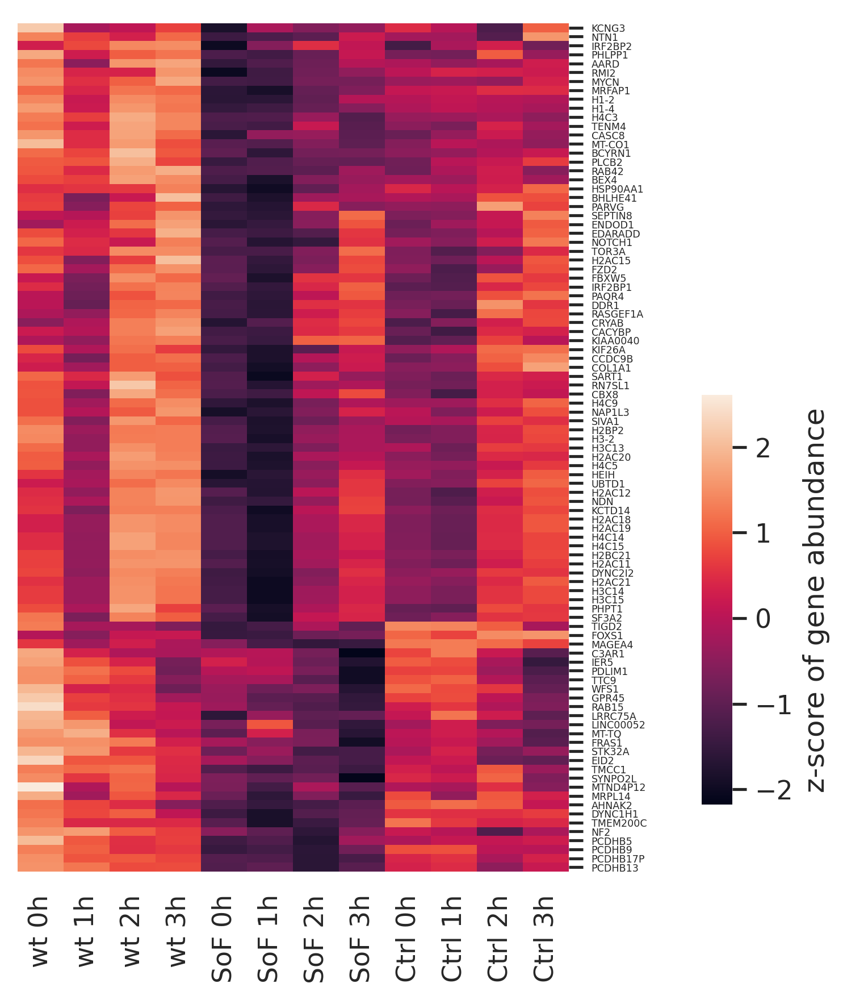 KCNG3
NTN1
IRF2BP2
PHLPP1
AARD
RMI2
MYCN
MRFAP1
H1-2
H1-4
H4C3
TENM4
CASC8
MT-CO1
BCYRN1
PLCB2
RAB42
BEX4
HSP90AA1
BHLHE41
PARVG
SEPTIN8
ENDOD1
EDARADD
NOTCH1
TOR3A
H2AC15
FZD2
FBXW5
IRF2BP1
PAQR4
DDR1
RASGEF1A
CRYAB
CACYBP
KIAA0040
KIF26A
CCDC9B
COL1A1
SART1
RN7SL1
CBX8
H4C9
NAP1L3
SIVA1
H2BP2
H3-2
H3C13
H2AC20
H4C5
HEIH
UBTD1
H2AC12
NDN
KCTD14
H2AC18
H2AC19
H4C14
H4C15
H2BC21
H2AC11
DYNC2I2
H2AC21
H3C14
H3C15
PHPT1
SF3A2
TIGD2
FOXS1
MAGEA4
C3AR1
IER5
PDLIM1
TTC9
WFS1
GPR45
RAB15
LRRC75A
LINC00052
MT-TQ
FRAS1
STK32A
EID2
TMCC1
SYNPO2L
MTND4P12
MRPL14
AHNAK2
DYNC1H1
TMEM200C
NF2
PCDHB5
PCDHB9
PCDHB17P
PCDHB13
wt 0h
wt 1h
wt 2h
wt 3h
SoF 0h
SoF 1h
SoF 2h
SoF 3h
Ctrl 0h
Ctrl 1h
Ctrl 2h
Ctrl 3h
2
1
0
−1
−2
z-score of gene abundance